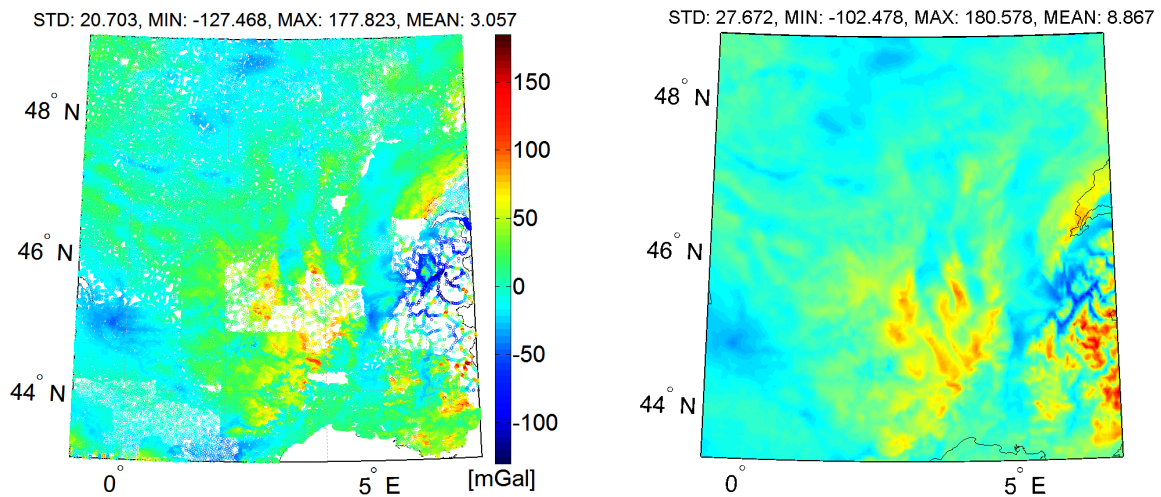 STD: 20.703, MIN: -127.468, MAX: 177.823, MEAN: 3.057
STD: 27.672, MIN: -102.478, MAX: 180.578, MEAN: 8.867
48° N
46° N
44° N
0°
5° E
150
100
50
0
-50
-100
[mGal]
48° N
46° N
44° N
0°
5° E